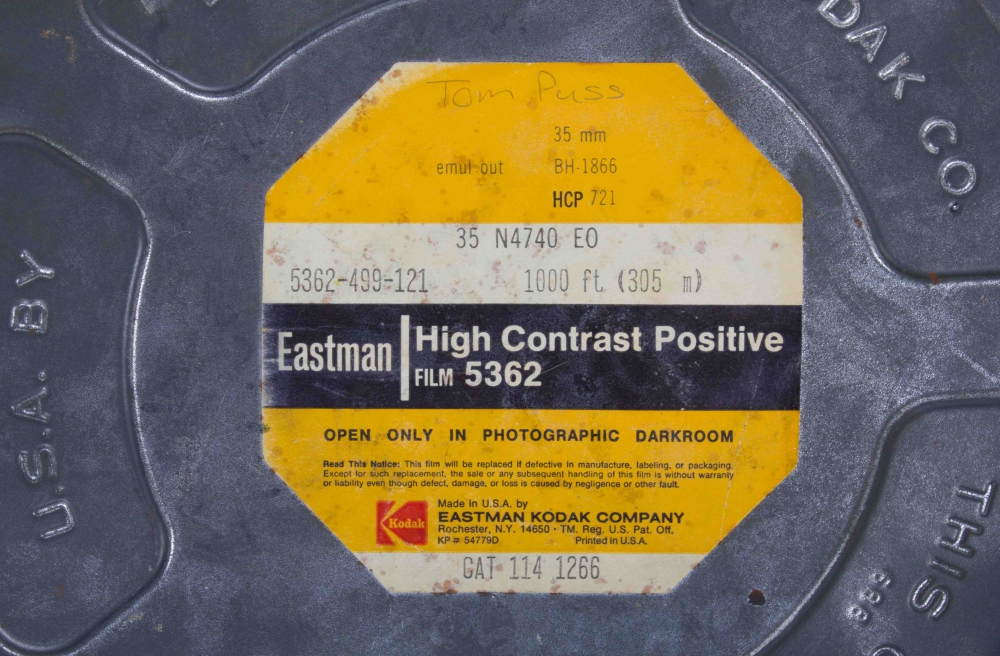 Tom Puss
35 mm
emul out BH-1866
HCP 721
35 N4740 EO
5362-499-121 1000 ft (305 m)
Eastman High Contrast Positive
FILM 5362
OPEN ONLY IN PHOTOGRAPHIC DARKROOM
Read This Notice: This film will be replaced if defective in manufacture, labeling, or packaging.
Except for such replacement, the sale or any subsequent handling of this film is without warranty
or liability even though defect, damage, or loss is caused by negligence or other fault.
Kodak
Made in U.S.A. by
EASTMAN KODAK COMPANY
Rochester, N.Y. 14650 · TM. Reg. U.S. Pat. Off.
KP# 54779D Printed in U.S.A.
CAT 114 1266
U.S.A. BY
DAK CO.
THIS